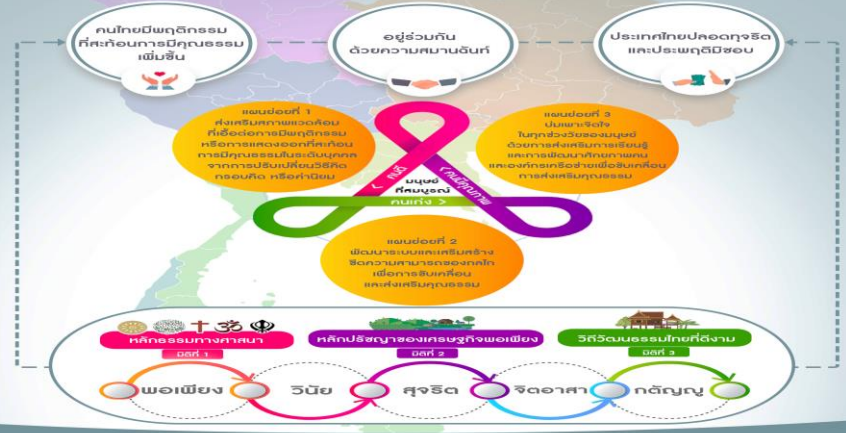 คนไทยมีพฤติกรรม
ที่สะท้อนการมีคุณธรรม
เพิ่มขึ้น
อยู่ร่วมกัน
ด้วยความสมานฉันท์
ประเทศไทยปลอดทุจริต
และประพฤติมิชอบ
แผนย่อยที่ 1
ส่งเสริมสภาพแวดล้อม
ที่เอื้อต่อการมีพฤติกรรม
หรือการแสดงออกที่สะท้อน
การมีคุณธรรมในระดับบุคคล
จากการปรับเปลี่ยนวิธีคิด
กรอบคิด หรือค่านิยม
แผนย่อยที่ 3
บ่มเพาะจิตใจ
ในทุกช่วงวัยของมนุษย์
ด้วยการส่งเสริมการเรียนรู้
และการพัฒนาศักยภาพคน
และองค์กรเครือข่ายเพื่อขับเคลื่อน
การส่งเสริมคุณธรรม
< คนดี
< คนมีคุณภาพ
มนุษย์
ที่สมบูรณ์
คนเก่ง >
แผนย่อยที่ 2
พัฒนาระบบและเสริมสร้าง
ขีดความสามารถของกลไก
เพื่อการขับเคลื่อน
และส่งเสริมคุณธรรม
หลักธรรมทางศาสนา
มิติที่ 1
หลักปรัชญาของเศรษฐกิจพอเพียง
มิติที่ 2
วิถีวัฒนธรรมไทยที่ดีงาม
มิติที่ 3
พอเพียง
วินัย
สุจริต
จิตอาสา
กตัญญู